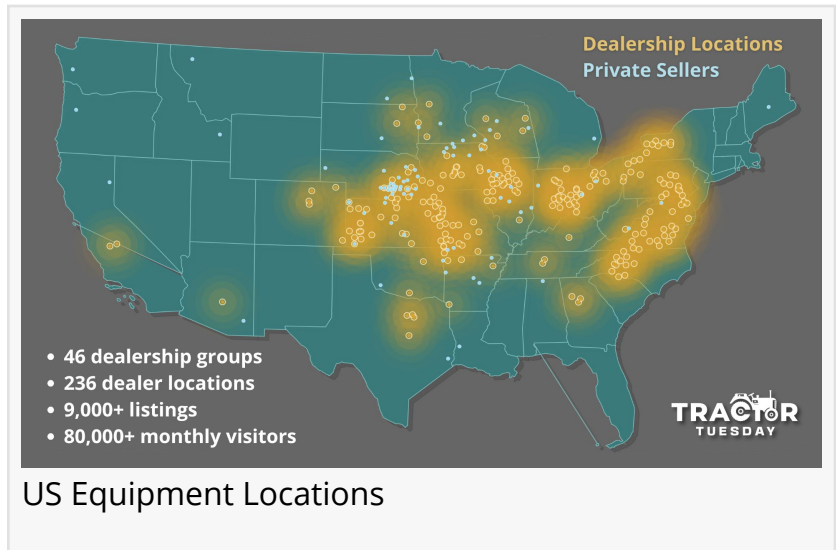 Dealership Locations
Private Sellers
• 46 dealership groups
• 236 dealer locations
• 9,000+ listings
• 80,000+ monthly visitors
TRACTOR
TUESDAY
US Equipment Locations